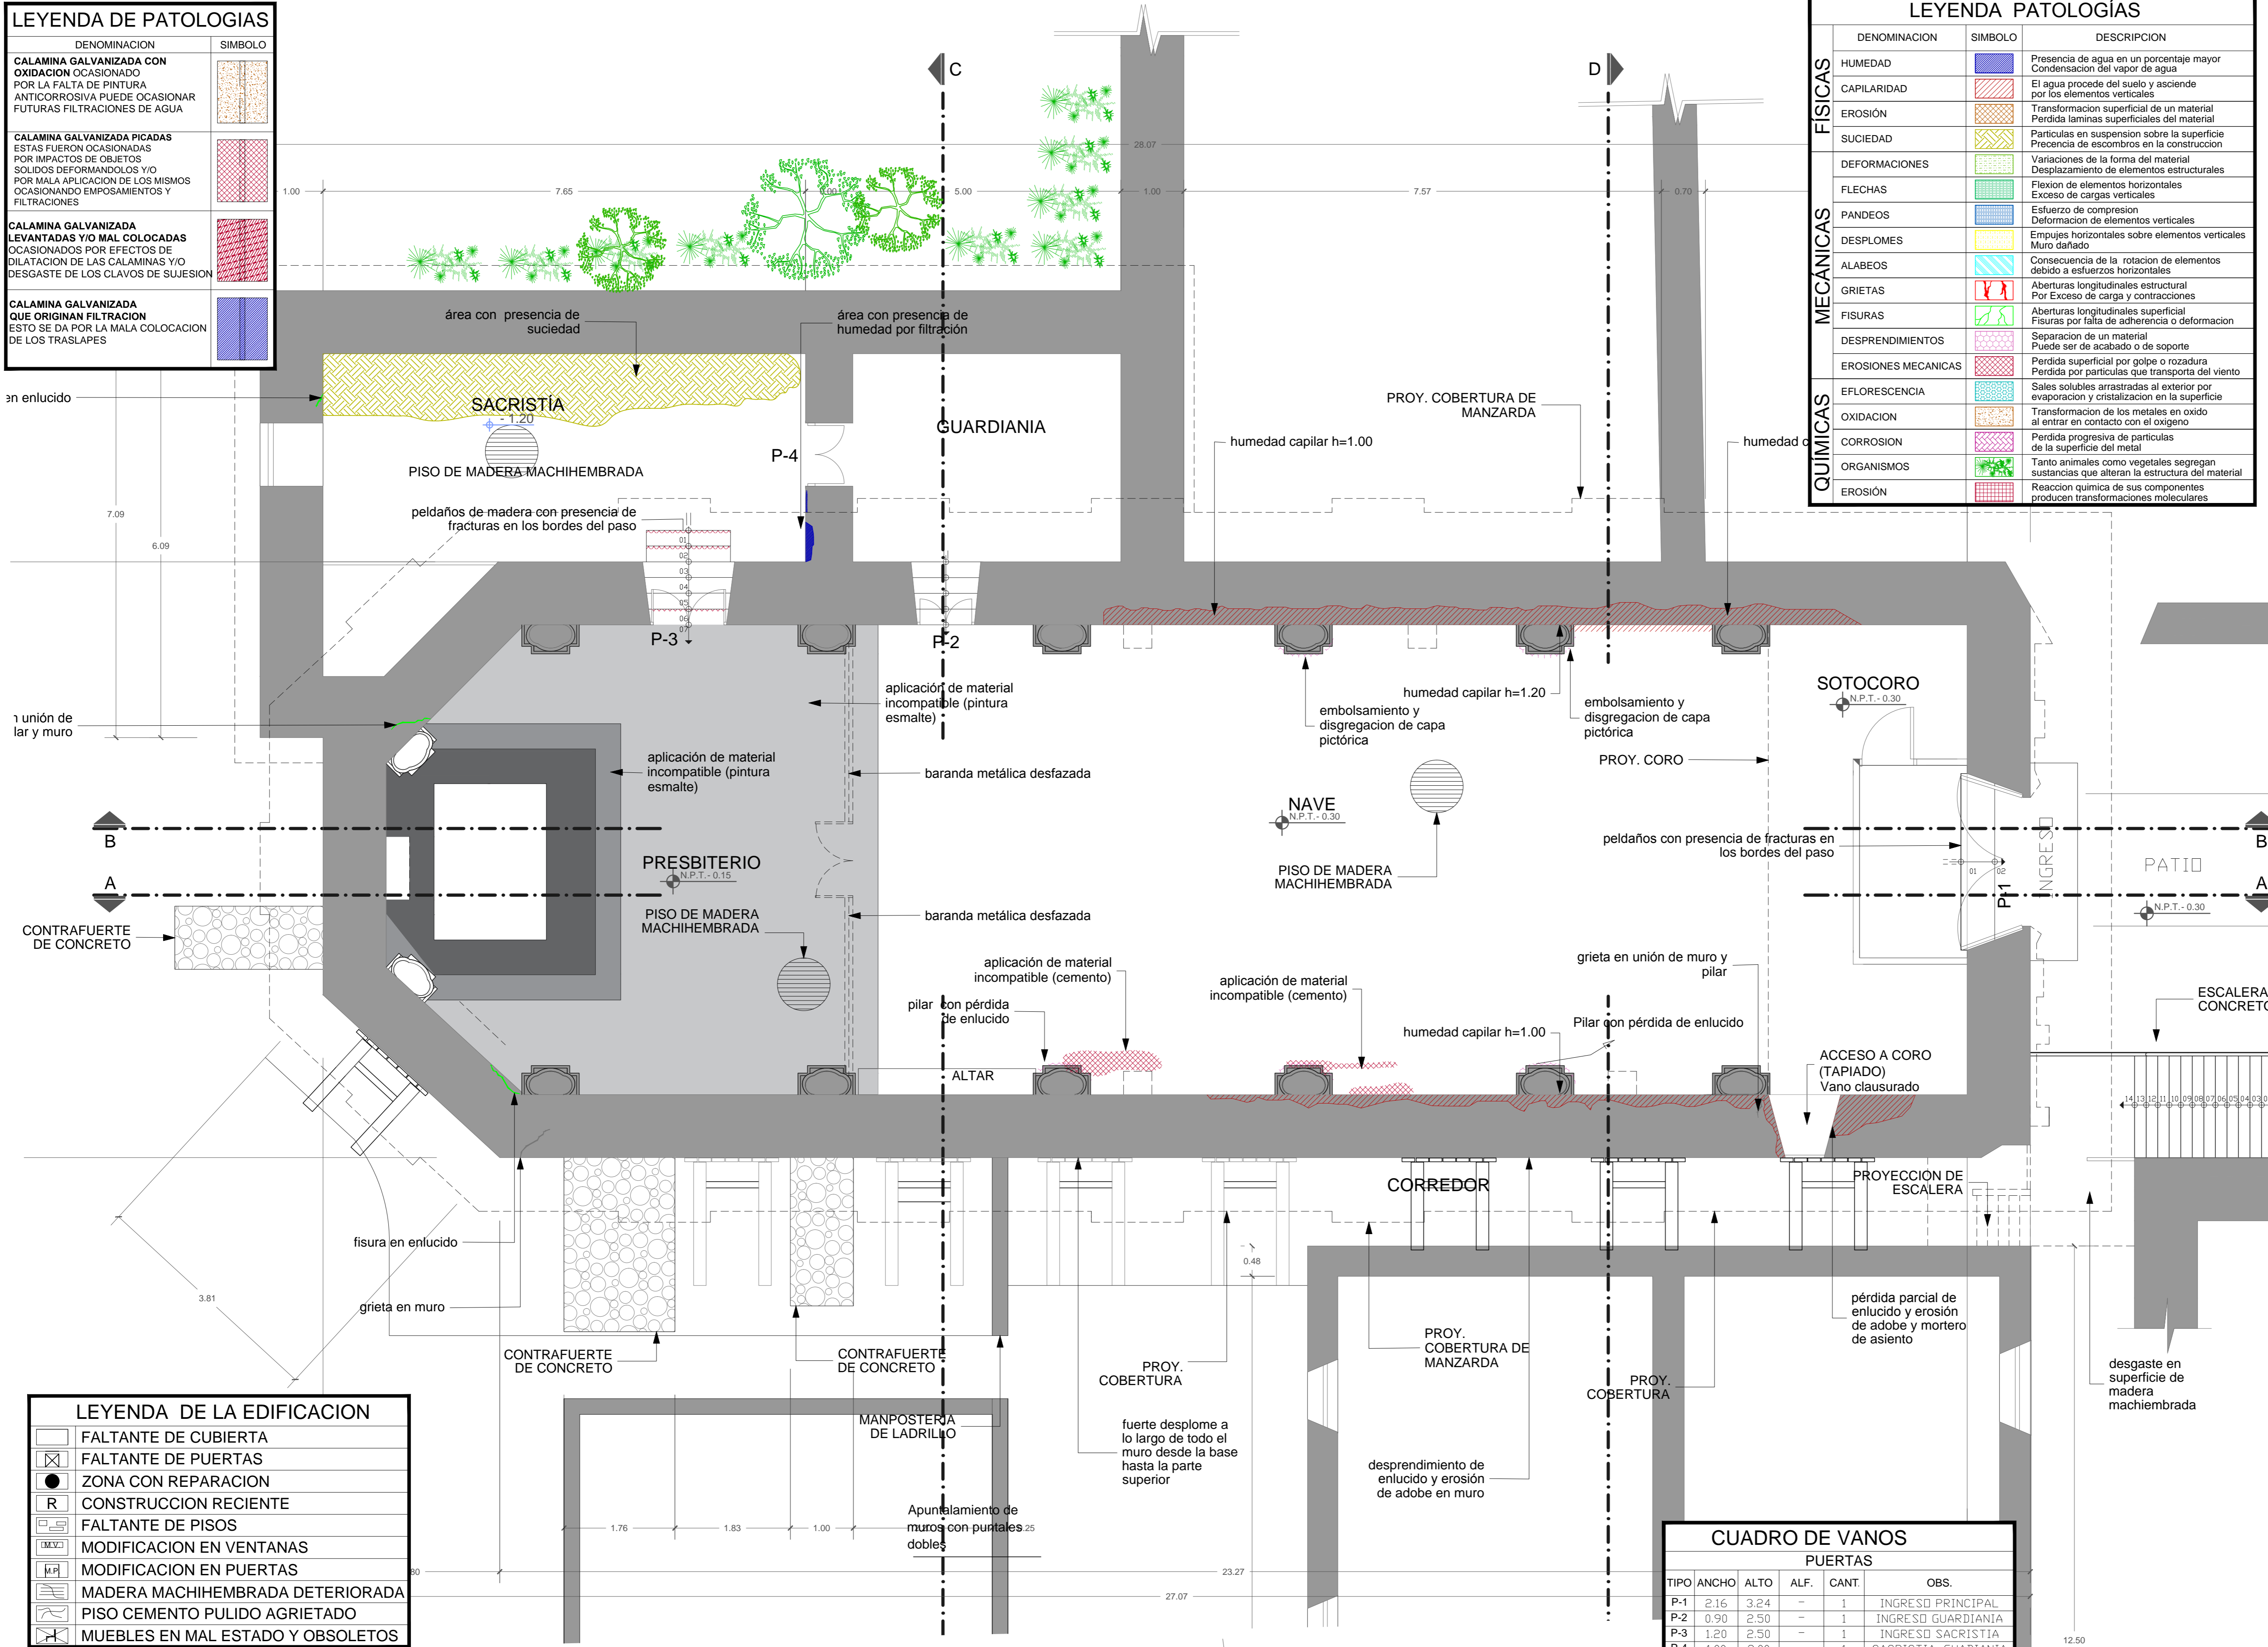 LEYENDA DE PATOLOGIAS
DENOMINACION SIMBOLO
CALAMINA GALVANIZADA CON
OXIDACION OCASIONADO
POR LA FALTA DE PINTURA
ANTICORROSIVA PUEDE OCASIONAR
FUTURAS FILTRACIONES DE AGUA
CALAMINA GALVANIZADA PICADAS
ESTAS FUERON OCASIONADAS
POR IMPACTOS DE OBJETOS
SOLIDOS DEFORMANDOLOS Y/O
POR MALA APLICACION DE LOS MISMOS
OCASIONANDO EMPOSAMIENTOS Y
FILTRACIONES
CALAMINA GALVANIZADA
LEVANTADAS Y/O MAL COLOCADAS
OCASIONADOS POR EFECTOS DE
DILATACION DE LAS CALAMINAS Y/O
DESGASTE DE LOS CLAVOS DE SUJESION
CALAMINA GALVANIZADA
QUE ORIGINAN FILTRACION
ESTO SE DA POR LA MALA COLOCACION
DE LOS TRASLAPES
LEYENDA PATOLOGÍAS
DENOMINACION SIMBOLO DESCRIPCION
FÍSICAS
HUMEDAD Presencia de agua en un porcentaje mayor
Condensacion del vapor de agua
CAPILARIDAD El agua procede del suelo y asciende
por los elementos verticales
EROSIÓN Transformacion superficial de un material
Perdida laminas superficiales del material
SUCIEDAD Particulas en suspension sobre la superficie
Precencia de escombros en la construccion
MECÁNICAS
DEFORMACIONES Variaciones de la forma del material
Desplazamiento de elementos estructurales
FLECHAS Flexion de elementos horizontales
Exceso de cargas verticales
PANDEOS Esfuerzo de compresion
Deformacion de elementos verticales
DESPLOMES Empujes horizontales sobre elementos verticales
Muro dañado
ALABEOS Consecuencia de la rotacion de elementos
debido a esfuerzos horizontales
GRIETAS Aberturas longitudinales estructural
Por Exceso de carga y contracciones
FISURAS Aberturas longitudinales superficial
Fisuras por falta de adherencia o deformacion
DESPRENDIMIENTOS Separacion de un material
Puede ser de acabado o de soporte
EROSIONES MECANICAS Perdida superficial por golpe o rozadura
Perdida por particulas que transporta del viento
QUÍMICAS
EFLORESCENCIA Sales solubles arrastradas al exterior por
evaporacion y cristalizacion en la superficie
OXIDACION Transformacion de los metales en oxido
al entrar en contacto con el oxigeno
CORROSION Perdida progresiva de particulas
de la superficie del metal
ORGANISMOS Tanto animales como vegetales segregan
sustancias que alteran la estructura del material
EROSIÓN Reaccion quimica de sus componentes
producen transformaciones moleculares
C
D
28.07
1.00 7.65 0.00 5.00 1.00 7.57 0.70
área con presencia de
suciedad
área con presencia de
humedad por filtración
en enlucido
SACRISTÍA
- 1.20
PISO DE MADERA MACHIHEMBRADA
GUARDIANIA
P-4
PROY. COBERTURA DE
MANZARDA
humedad capilar h=1.00
humedad c
7.09
6.09
peldaños de madera con presencia de
fracturas en los bordes del paso
01
02
03
04
05
06
07
P-3
P-2
n unión de
lar y muro
aplicación de material
incompatible (pintura
esmalte)
aplicación de material
incompatible (pintura
esmalte)
baranda metálica desfazada
embolsamiento y
disgregacion de capa
pictórica
humedad capilar h=1.20
embolsamiento y
disgregacion de capa
pictórica
SOTOCORO
N.P.T.- 0.30
PROY. CORO
NAVE
N.P.T.- 0.30
peldaños con presencia de fracturas en
los bordes del paso
B
B
A
A
PRESBITERIO
N.P.T.- 0.15
PISO DE MADERA
MACHIHEMBRADA
PISO DE MADERA
MACHIHEMBRADA
01 02
P-1
INGRESO
PATIO
N.P.T.- 0.30
CONTRAFUERTE
DE CONCRETO
baranda metálica desfazada
aplicación de material
incompatible (cemento)
pilar con pérdida
de enlucido
aplicación de material
incompatible (cemento)
grieta en unión de muro y
pilar
humedad capilar h=1.00
Pilar con pérdida de enlucido
ACCESO A CORO
(TAPIADO)
Vano clausurado
ESCALERA
CONCRETO
ALTAR
14 13 12 11 10 09 08 07 06 05 04 03 0
CORREDOR
PROYECCION DE
ESCALERA
fisura en enlucido
3.81
grieta en muro
0.48
CONTRAFUERTE
DE CONCRETO
CONTRAFUERTE
DE CONCRETO
PROY.
COBERTURA
PROY.
COBERTURA DE
MANZARDA
PROY.
COBERTURA
pérdida parcial de
enlucido y erosión
de adobe y mortero
de asiento
desgaste en
superficie de
madera
machiembrada
MANPOSTERIA
DE LADRILLO
fuerte desplome a
lo largo de todo el
muro desde la base
hasta la parte
superior
desprendimiento de
enlucido y erosión
de adobe en muro
Apuntalamiento de
muros con puntales
dobles
1.76 1.83 1.00 0.25
80
23.27
27.07
12.50
LEYENDA DE LA EDIFICACION
FALTANTE DE CUBIERTA
FALTANTE DE PUERTAS
ZONA CON REPARACION
R CONSTRUCCION RECIENTE
FALTANTE DE PISOS
M.V. MODIFICACION EN VENTANAS
M.P. MODIFICACION EN PUERTAS
MADERA MACHIHEMBRADA DETERIORADA
PISO CEMENTO PULIDO AGRIETADO
MUEBLES EN MAL ESTADO Y OBSOLETOS
CUADRO DE VANOS
PUERTAS
TIPO ANCHO ALTO ALF. CANT. OBS.
P-1 2.16 3.24 - 1 INGRESO PRINCIPAL
P-2 0.90 2.50 - 1 INGRESO GUARDIANIA
P-3 1.20 2.50 - 1 INGRESO SACRISTIA